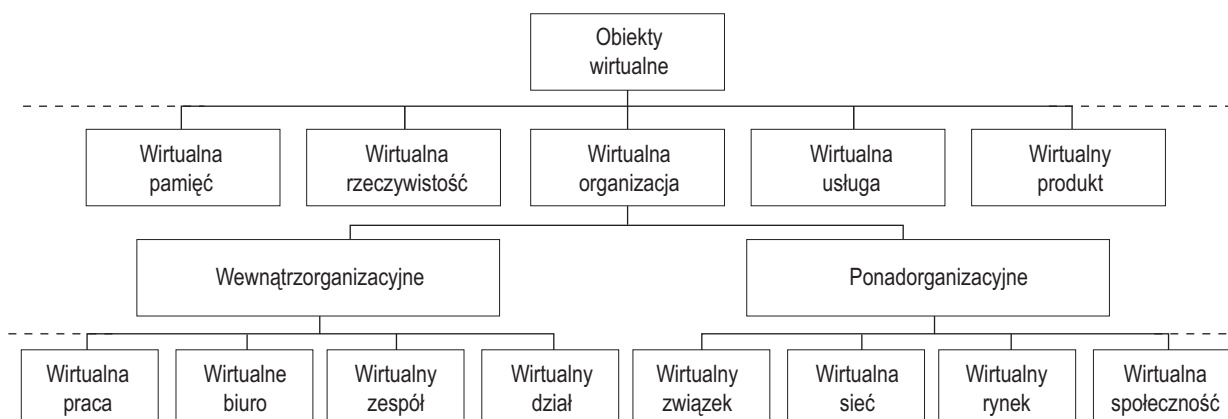 Obiekty
wirtualne
Wirtualna
pamięć
Wirtualna
rzeczywistość
Wirtualna
organizacja
Wirtualna
usługa
Wirtualny
produkt
Wewnątrzorganizacyjne
Ponadorganizacyjne
Wirtualna
praca
Wirtualne
biuro
Wirtualny
zespół
Wirtualny
dział
Wirtualny
związek
Wirtualna
sieć
Wirtualny
rynek
Wirtualna
społeczność